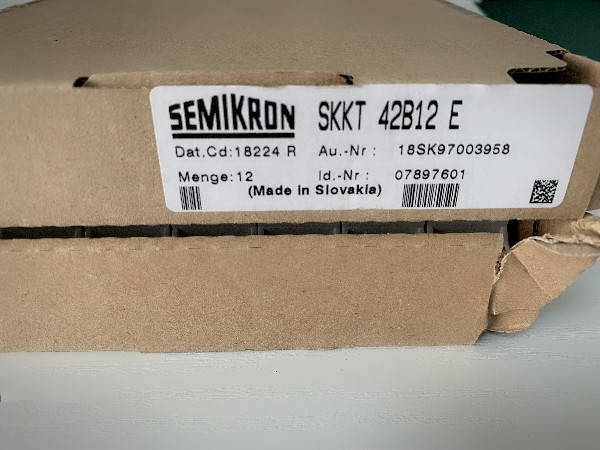 SEMIKRON SKKT 42B12 E
Dat.Cd:18224 R Au.-Nr: 18SK97003958
Menge:12 Id.-Nr: 07897601
(Made in Slovakia)